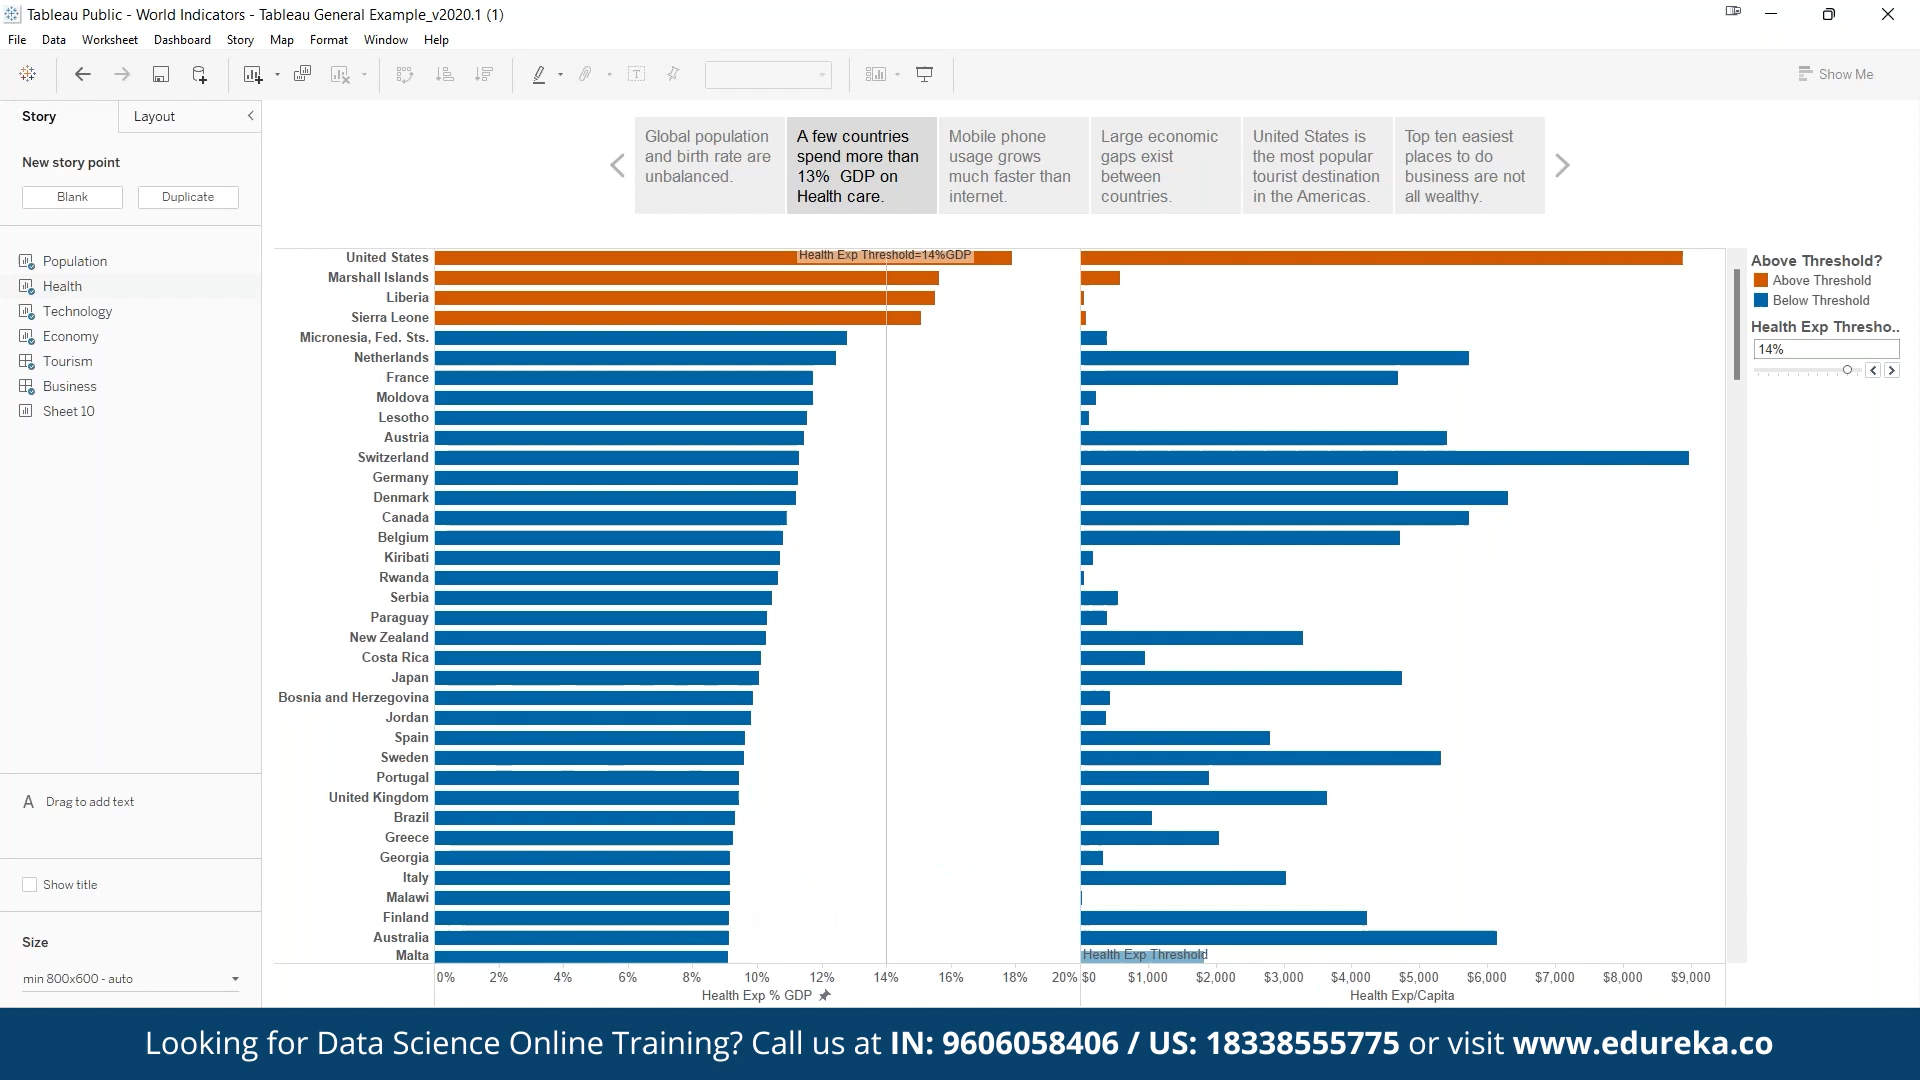 Tableau Public - World Indicators - Tableau General Example_v2020.1 (1)
File Data Worksheet Dashboard Story Map Format Window Help
Show Me
Story Layout
New story point
Blank Duplicate
Population
Health
Technology
Economy
Tourism
Business
Sheet 10
Drag to add text
Show title
Size
min 800x600 - auto
Global population
and birth rate are
unbalanced.
A few countries
spend more than
13% GDP on
Health care.
Mobile phone
usage grows
much faster than
internet.
Large economic
gaps exist
between
countries.
United States is
the most popular
tourist destination
in the Americas.
Top ten easiest
places to do
business are not
all wealthy.
Health Exp Threshold=14%GDP
United States
Marshall Islands
Liberia
Sierra Leone
Micronesia, Fed. Sts.
Netherlands
France
Moldova
Lesotho
Austria
Switzerland
Germany
Denmark
Canada
Belgium
Kiribati
Rwanda
Serbia
Paraguay
New Zealand
Costa Rica
Japan
Bosnia and Herzegovina
Jordan
Spain
Sweden
Portugal
United Kingdom
Brazil
Greece
Georgia
Italy
Malawi
Finland
Australia
Malta
Health Exp Threshold
0% 2% 4% 6% 8% 10% 12% 14% 16% 18% 20%
Health Exp % GDP
$0 $1,000 $2,000 $3,000 $4,000 $5,000 $6,000 $7,000 $8,000 $9,000
Health Exp/Capita
Above Threshold?
Above Threshold
Below Threshold
Health Exp Thresho..
14%
Looking for Data Science Online Training? Call us at IN: 9606058406 / US: 18338555775 or visit www.edureka.co